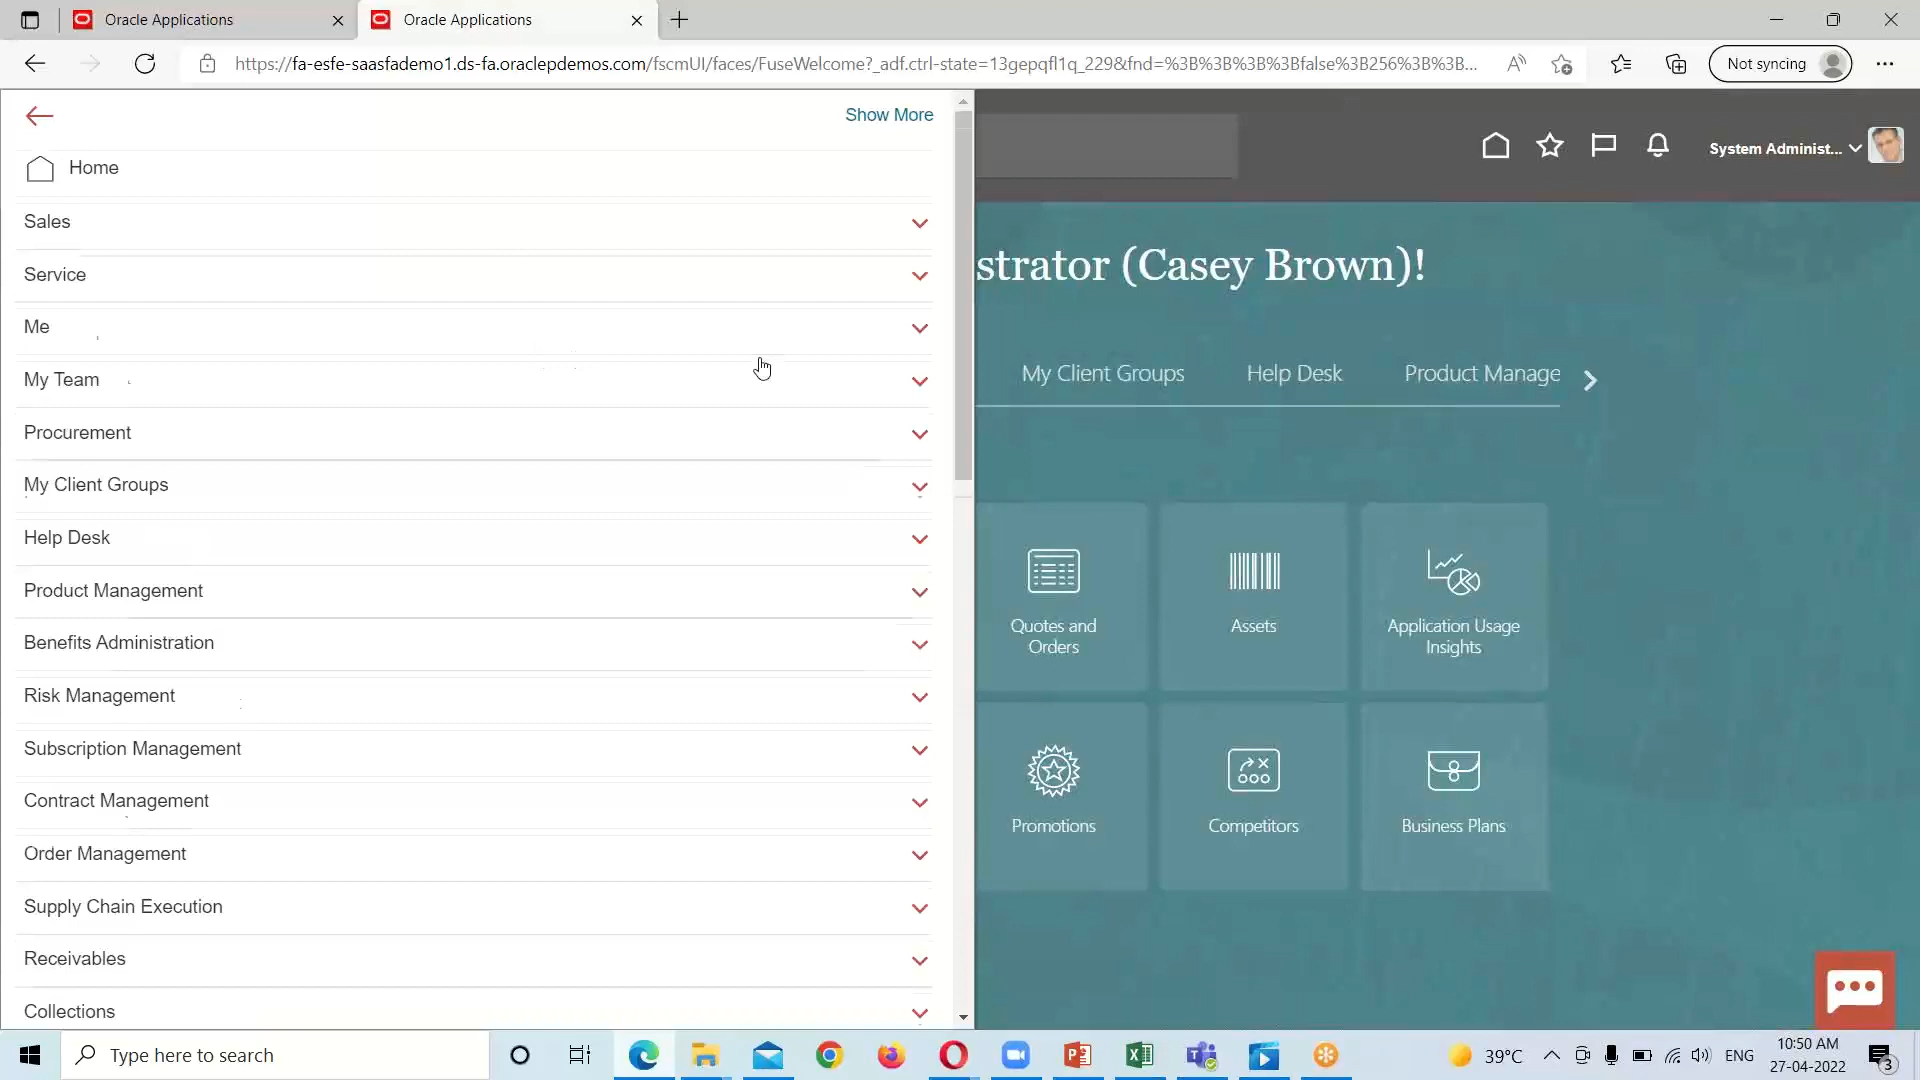 Oracle Applications
Oracle Applications
https://fa-esfe-saasfademo1.ds-fa.oraclepdemos.com/fscmUI/faces/FuseWelcome?_adf.ctrl-state=13gepqfl1q_229&fnd=%3B%3B%3B%3Bfalse%3B256%3B%3B...
Not syncing
Show More
Home
Sales
Service
Me
My Team
Procurement
My Client Groups
Help Desk
Product Management
Benefits Administration
Risk Management
Subscription Management
Contract Management
Order Management
Supply Chain Execution
Receivables
Collections
System Administ...
strator (Casey Brown)!
My Client Groups Help Desk Product Manage
Quotes and
Orders
Assets
Application Usage
Insights
Promotions
Competitors
Business Plans
Type here to search
39°C
ENG
10:50 AM
27-04-2022
3